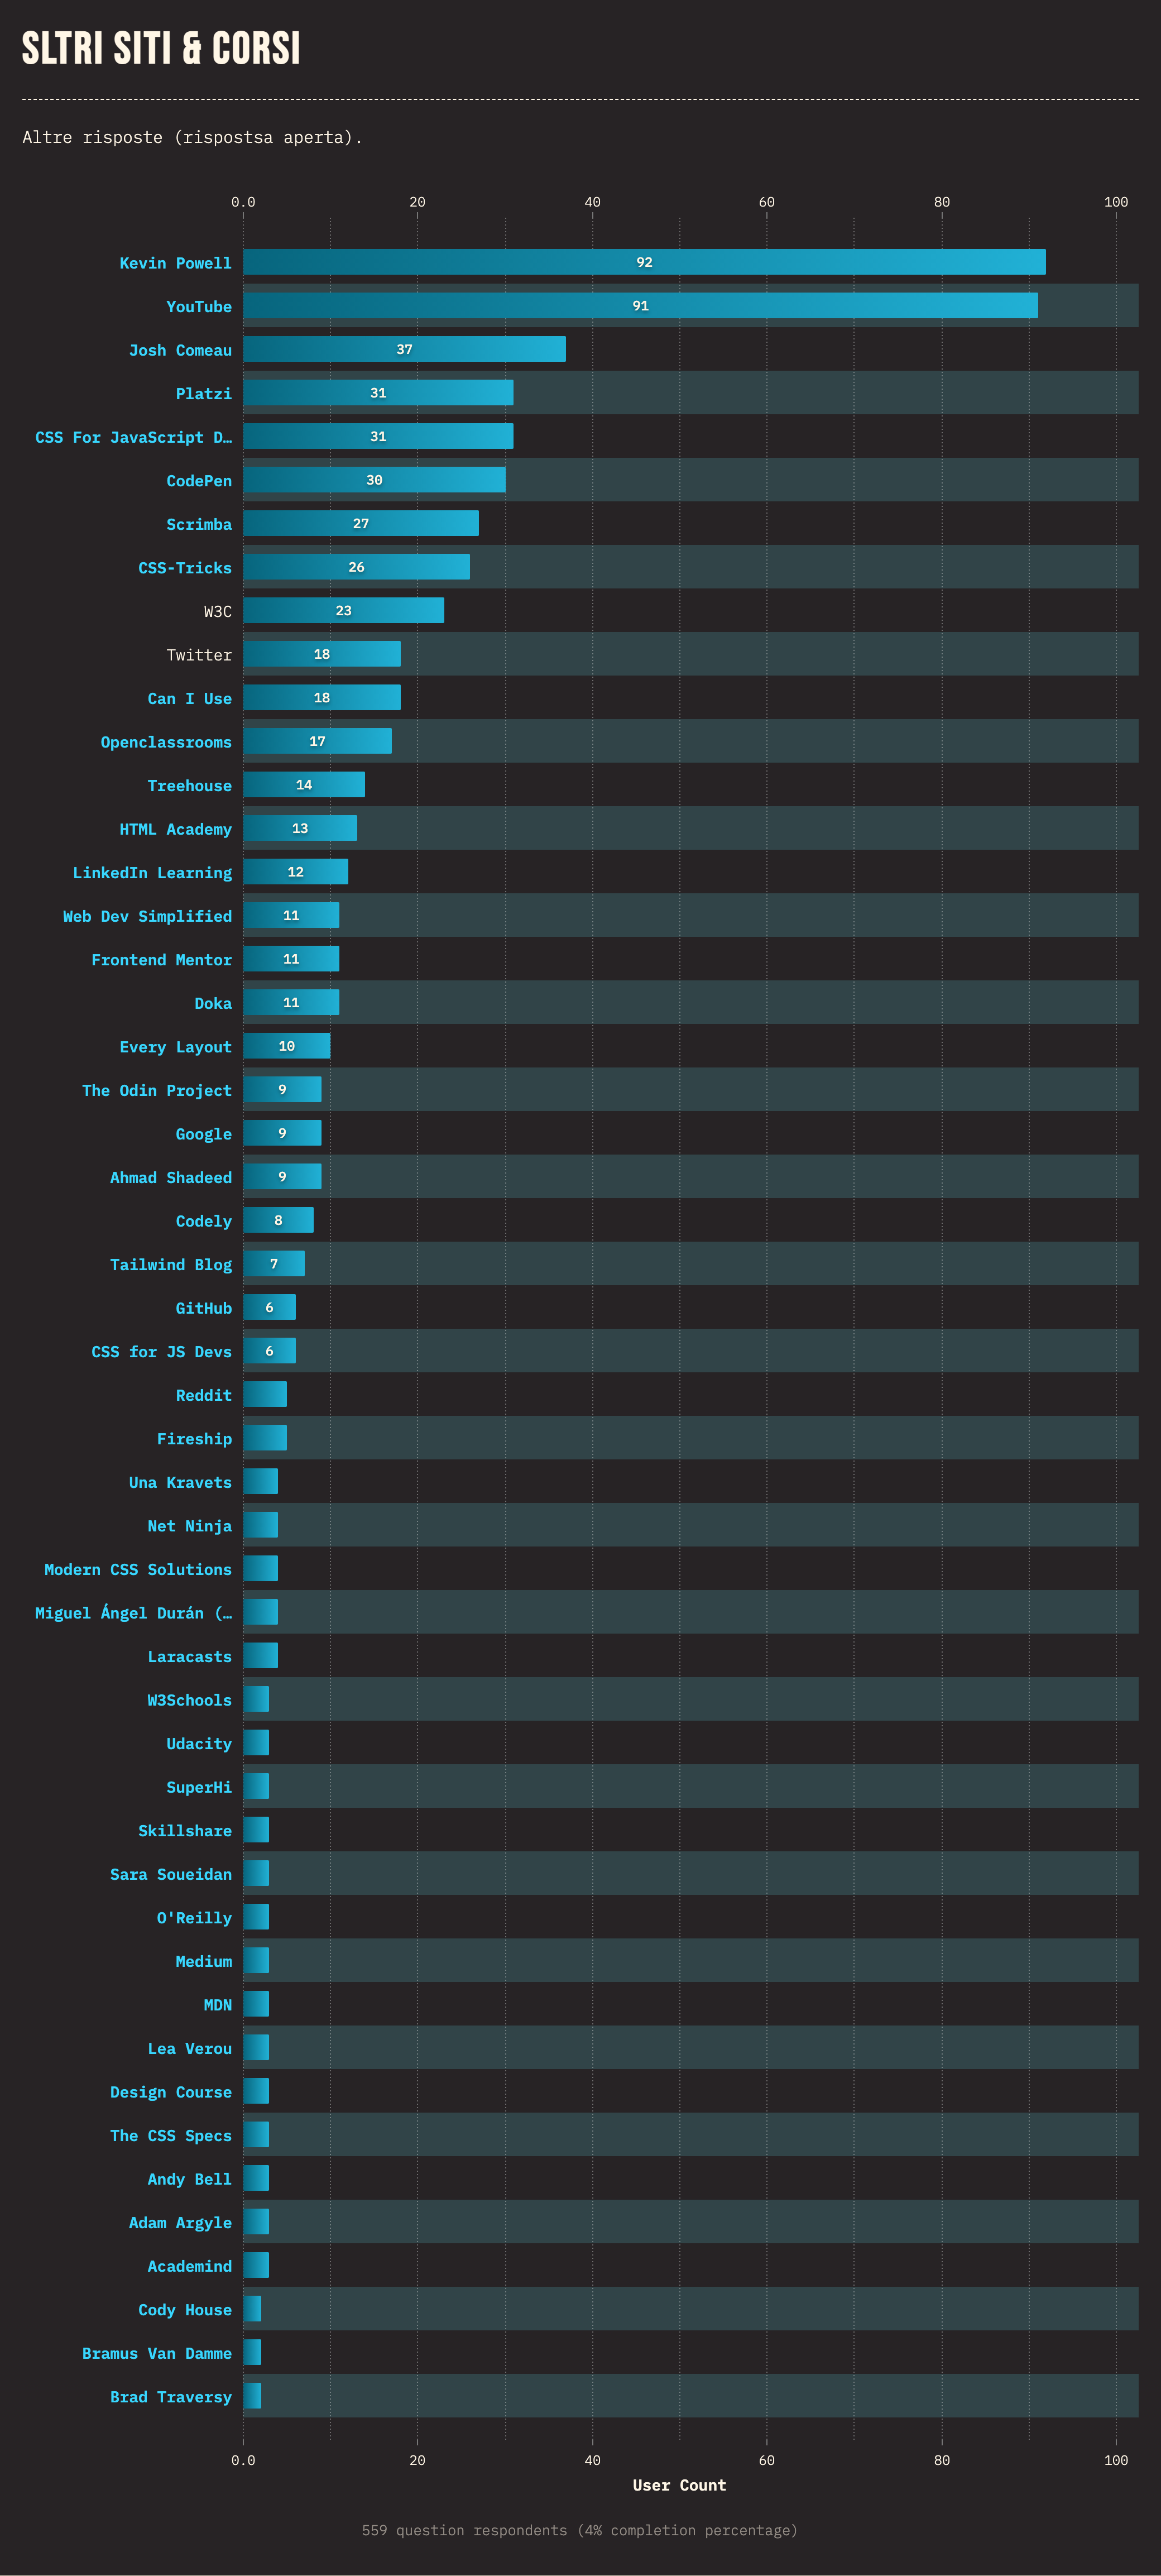 SLTRI SITI & CORSI
Altre risposte (rispostsa aperta).
0.0 20 40 60 80 100
Kevin Powell 92
YouTube 91
Josh Comeau 37
Platzi 31
CSS For JavaScript D… 31
CodePen 30
Scrimba 27
CSS-Tricks 26
W3C 23
Twitter 18
Can I Use 18
Openclassrooms 17
Treehouse 14
HTML Academy 13
LinkedIn Learning 12
Web Dev Simplified 11
Frontend Mentor 11
Doka 11
Every Layout 10
The Odin Project 9
Google 9
Ahmad Shadeed 9
Codely 8
Tailwind Blog 7
GitHub 6
CSS for JS Devs 6
Reddit
Fireship
Una Kravets
Net Ninja
Modern CSS Solutions
Miguel Ángel Durán (…
Laracasts
W3Schools
Udacity
SuperHi
Skillshare
Sara Soueidan
O'Reilly
Medium
MDN
Lea Verou
Design Course
The CSS Specs
Andy Bell
Adam Argyle
Academind
Cody House
Bramus Van Damme
Brad Traversy
0.0 20 40 60 80 100
User Count
559 question respondents (4% completion percentage)